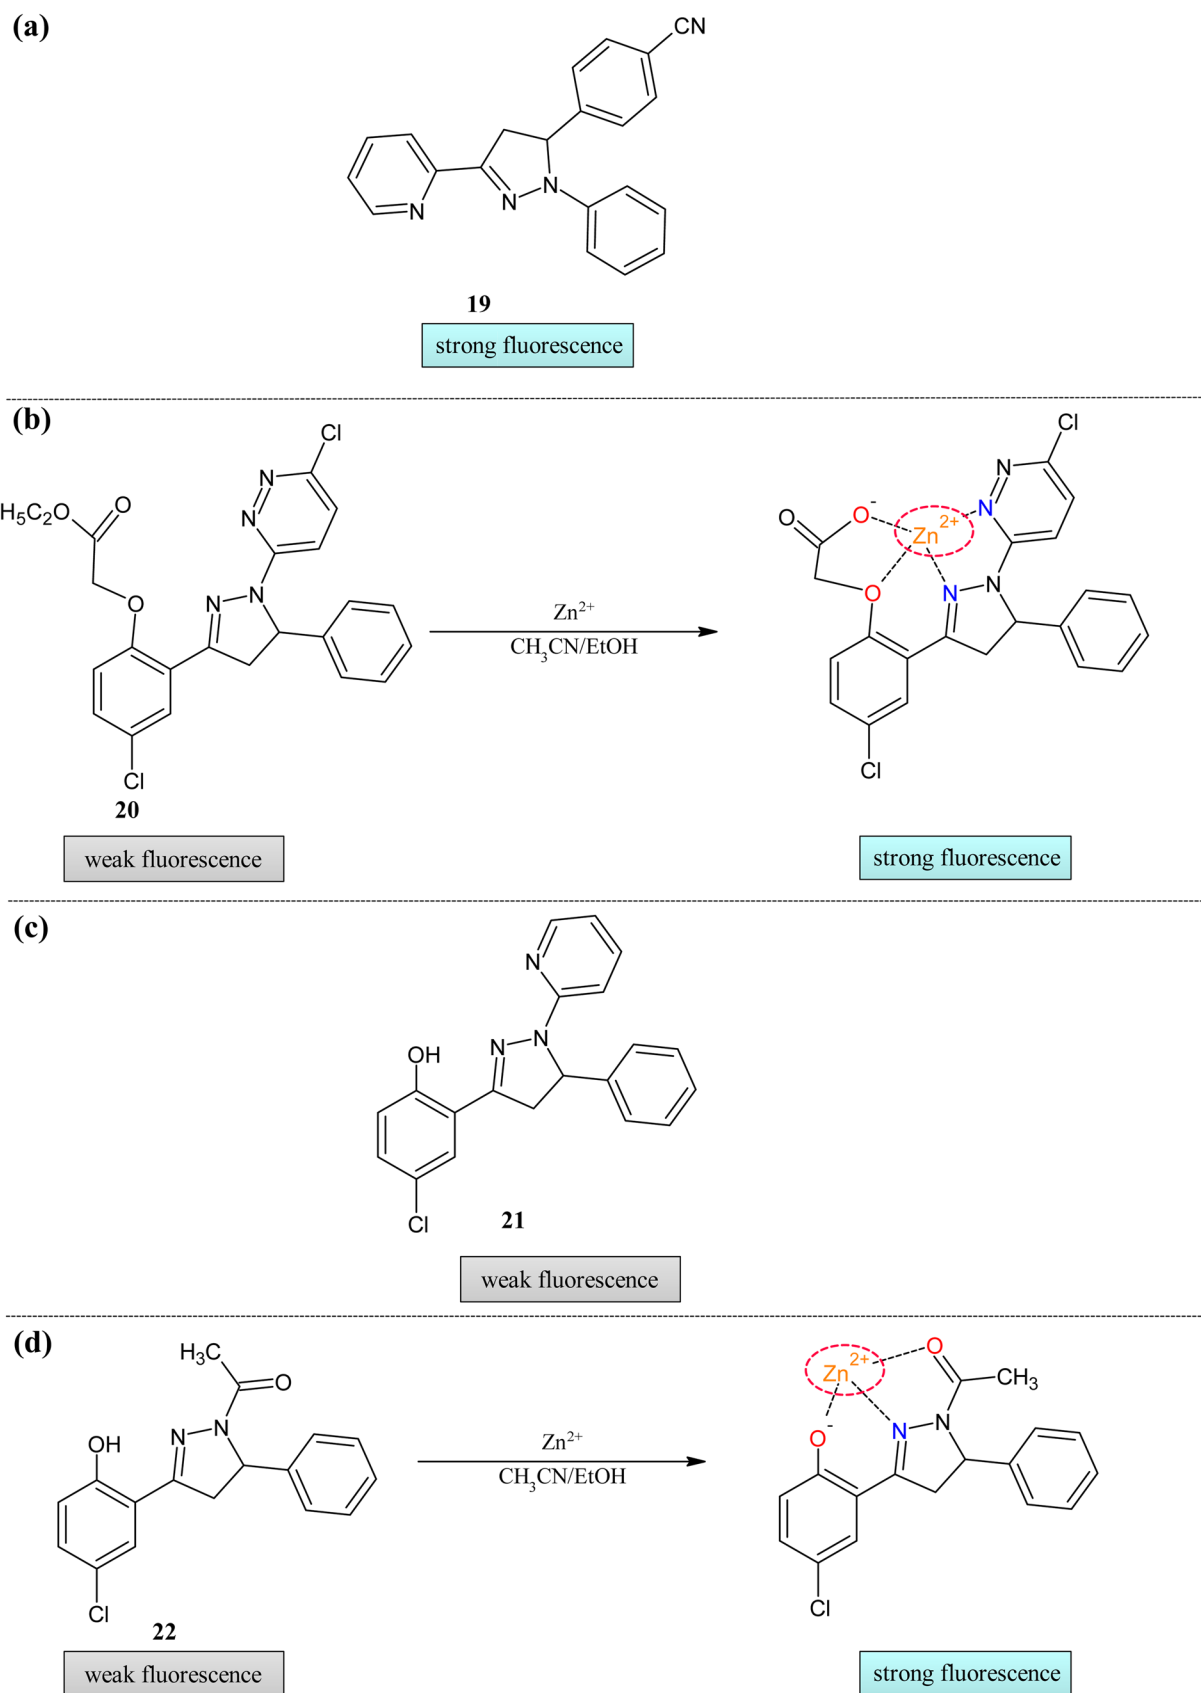 (a)
CN
N
N
N
19
strong fluorescence
(b)
Cl
N
N
H₅C₂O
O
O
N
N
Cl
20
weak fluorescence
Zn²⁺
CH₃CN/EtOH
Cl
N
N
O
O⁻
Zn²⁺
O
N
N
Cl
strong fluorescence
(c)
N
OH
N
N
Cl
21
weak fluorescence
(d)
H₃C
O
OH
N
N
Cl
22
weak fluorescence
Zn²⁺
CH₃CN/EtOH
Zn²⁺
O
CH₃
O⁻
N
N
Cl
strong fluorescence